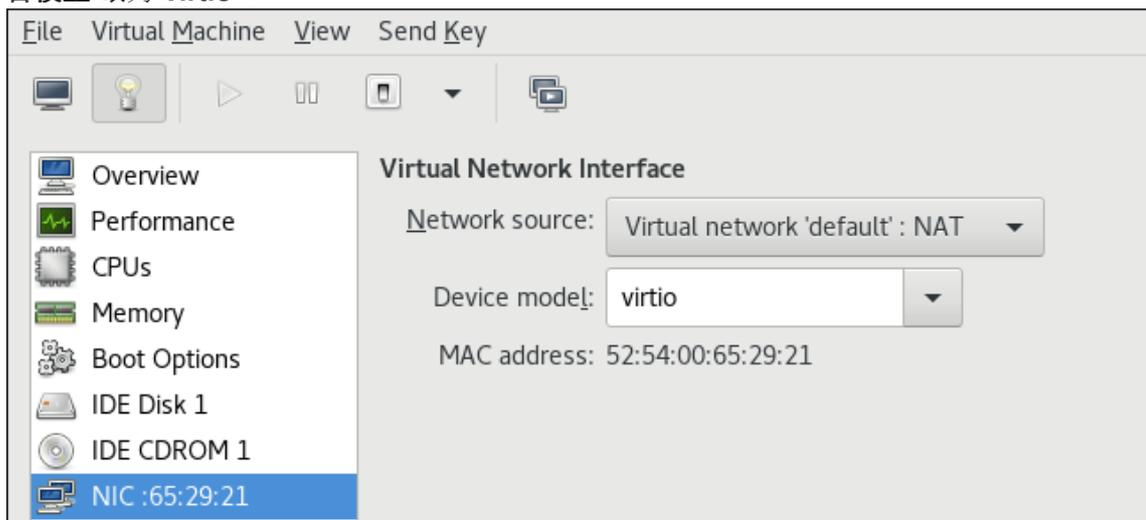 File Virtual Machine View Send Key
Overview
Performance
CPUs
Memory
Boot Options
IDE Disk 1
IDE CDROM 1
NIC :65:29:21
Virtual Network Interface
Network source: Virtual network 'default' : NAT
Device model: virtio
MAC address: 52:54:00:65:29:21